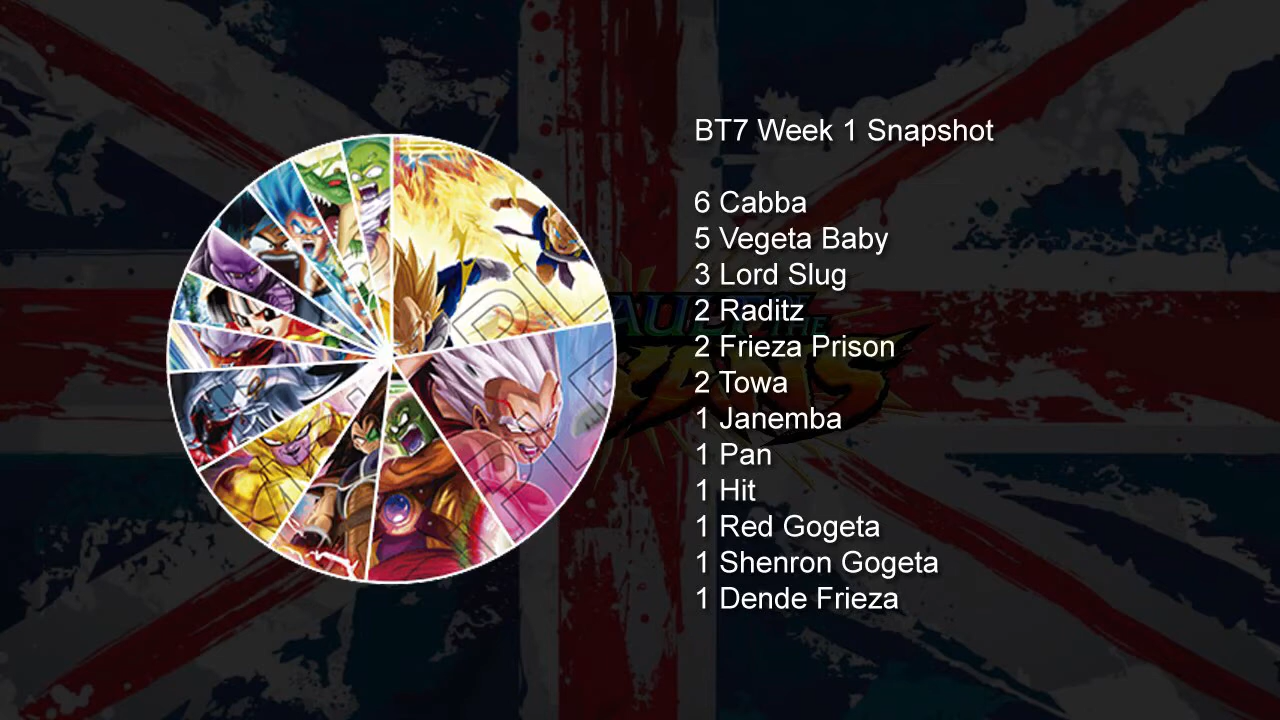 BT7 Week 1 Snapshot
6 Cabba
5 Vegeta Baby
3 Lord Slug
2 Raditz
2 Frieza Prison
2 Towa
1 Janemba
1 Pan
1 Hit
1 Red Gogeta
1 Shenron Gogeta
1 Dende Frieza